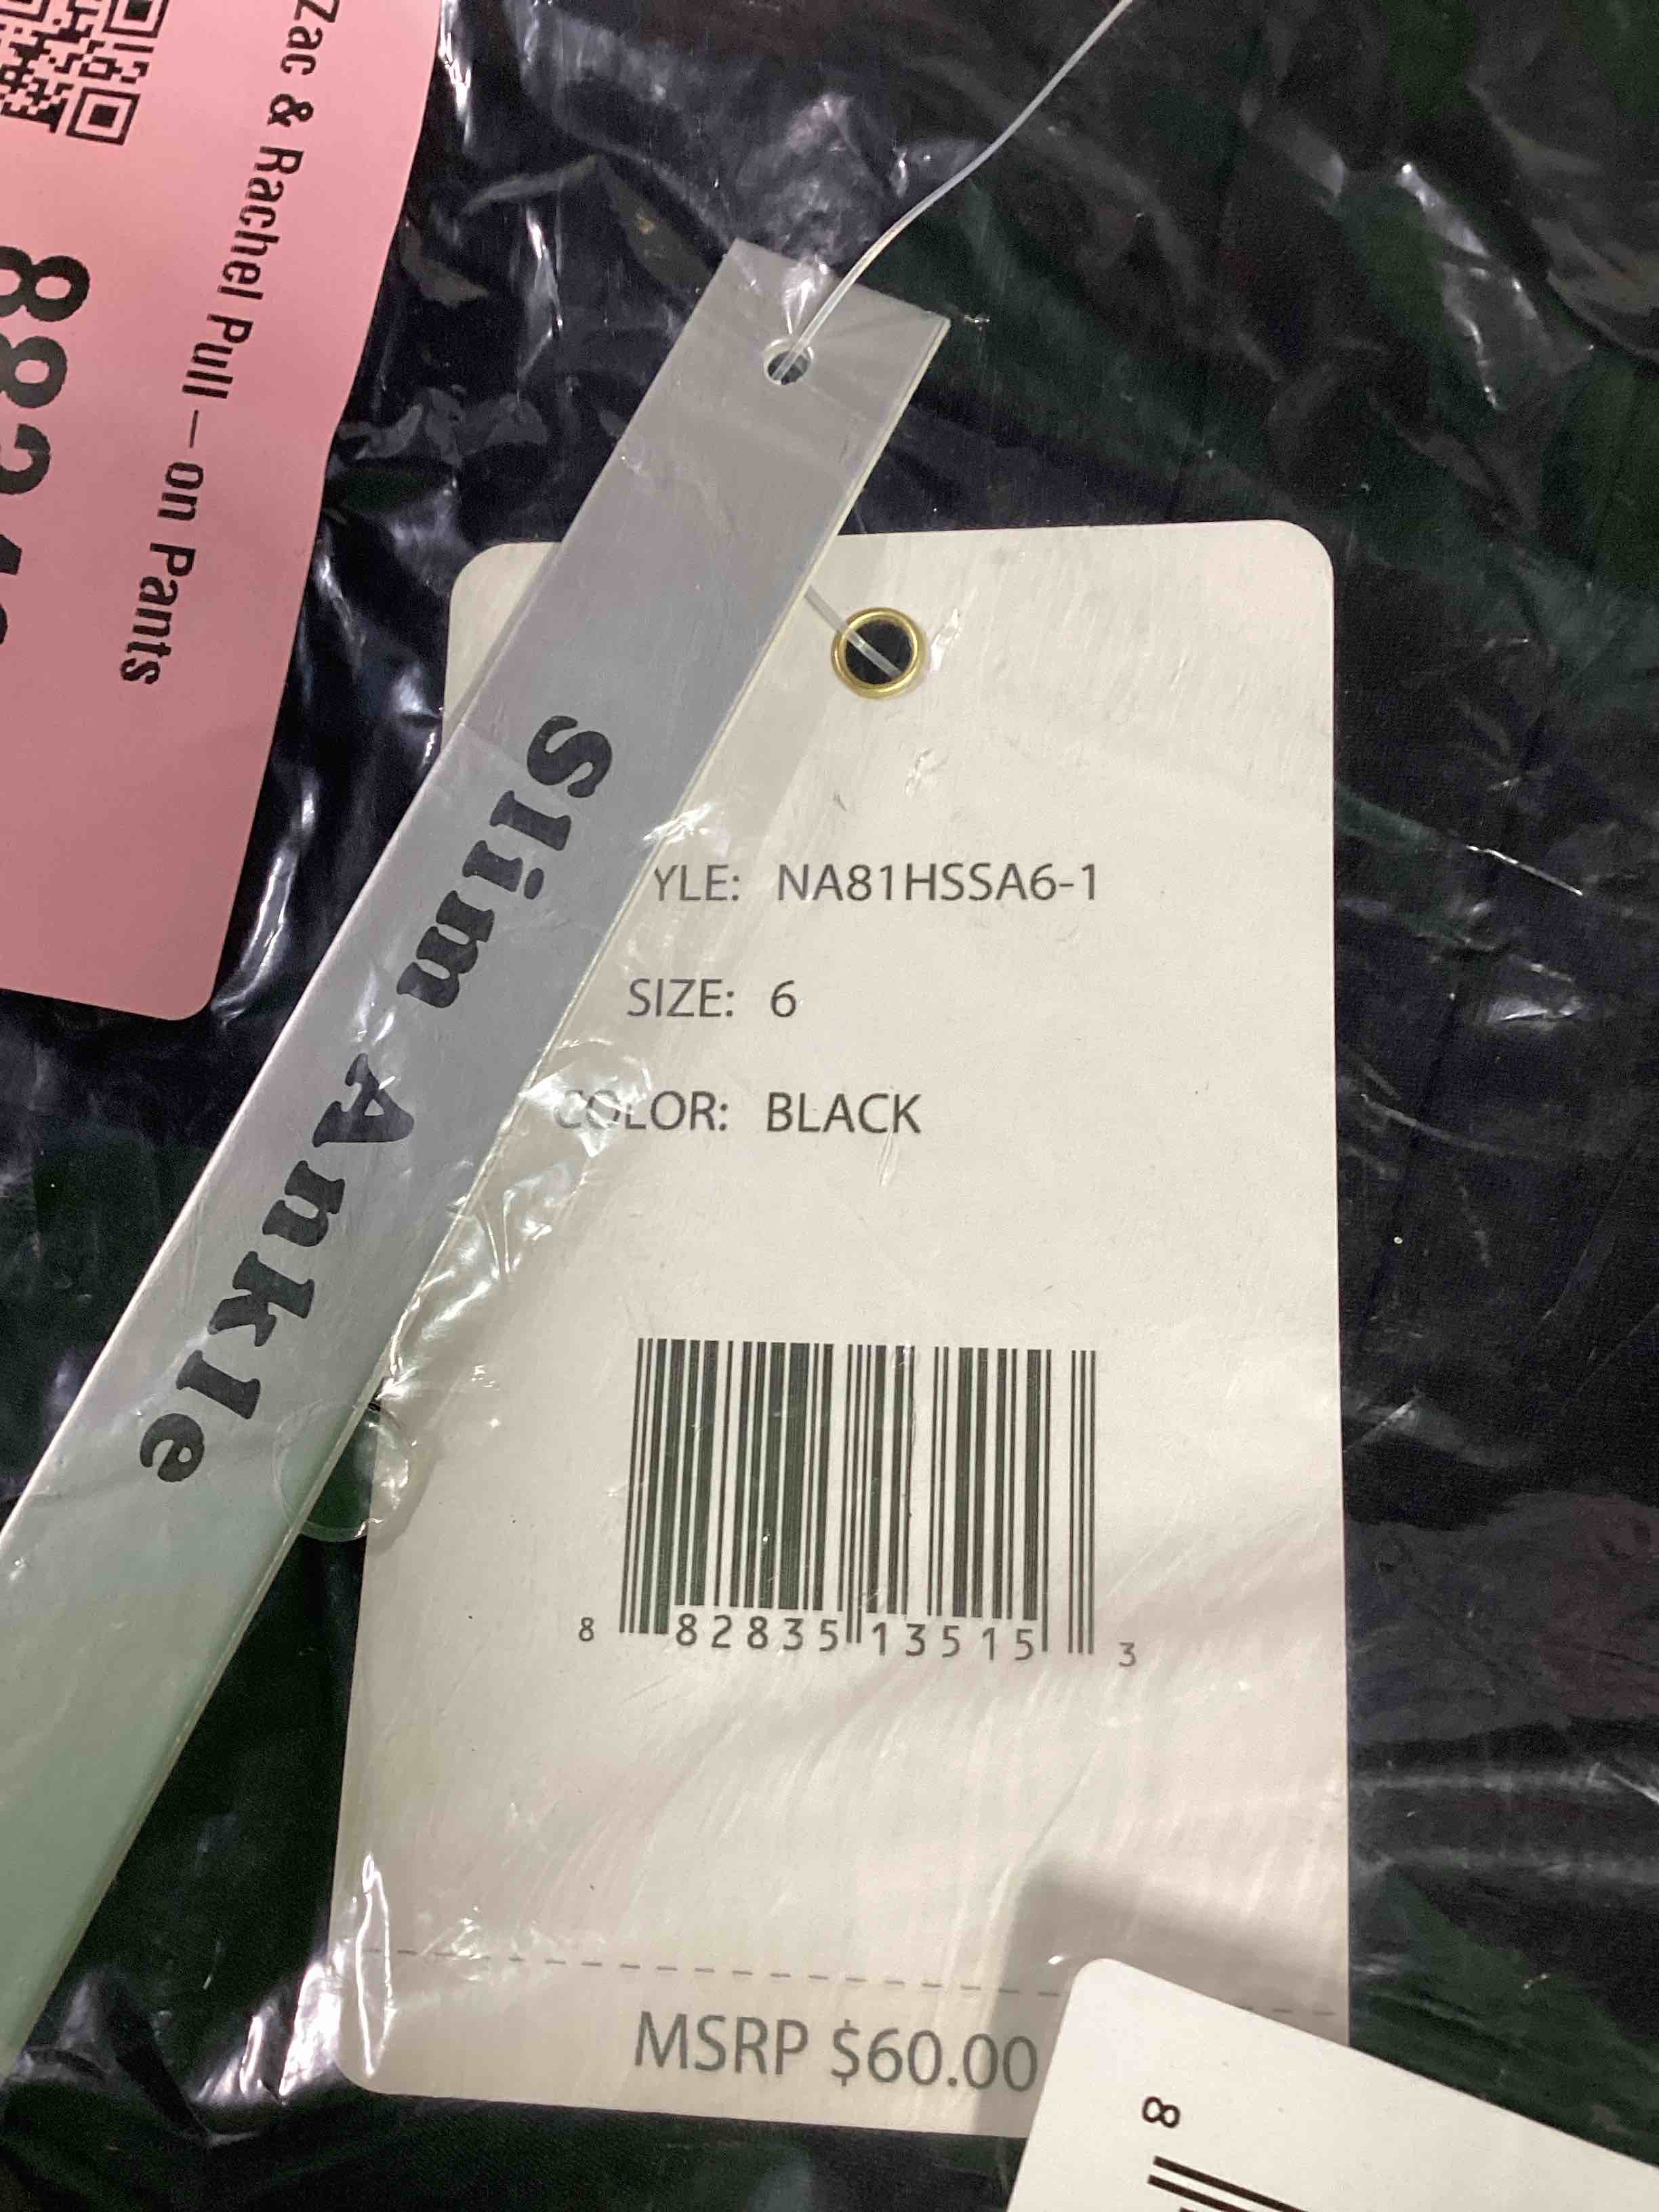 Zac & Rachel Pull-on Pants
Slim Ankle
YLE: NA81HSSA6-1
SIZE: 6
COLOR: BLACK
8 82835 13515 3
MSRP $60.00
8